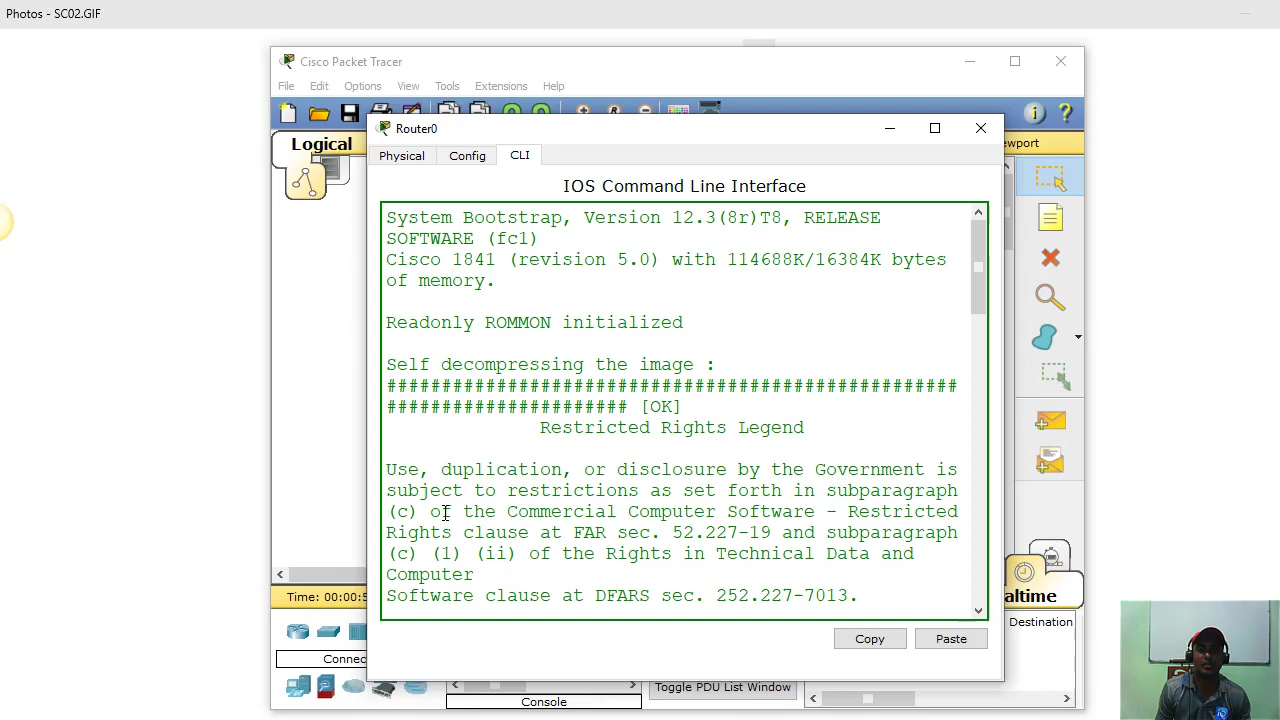 Photos - SC02.GIF
Cisco Packet Tracer
File Edit Options View Tools Extensions Help
Router0
Logical
Physical Config CLI
IOS Command Line Interface
System Bootstrap, Version 12.3(8r)T8, RELEASE
SOFTWARE (fc1)
Cisco 1841 (revision 5.0) with 114688K/16384K bytes
of memory.
Readonly ROMMON initialized
Self decompressing the image :
####################################################
###################### [OK]
Restricted Rights Legend
Use, duplication, or disclosure by the Government is
subject to restrictions as set forth in subparagraph
(c) of the Commercial Computer Software - Restricted
Rights clause at FAR sec. 52.227-19 and subparagraph
(c) (1) (ii) of the Rights in Technical Data and
Computer
Software clause at DFARS sec. 252.227-7013.
Time: 00:00:5
altime
Destination
Copy Paste
Connec
Toggle PDU List Window
Console